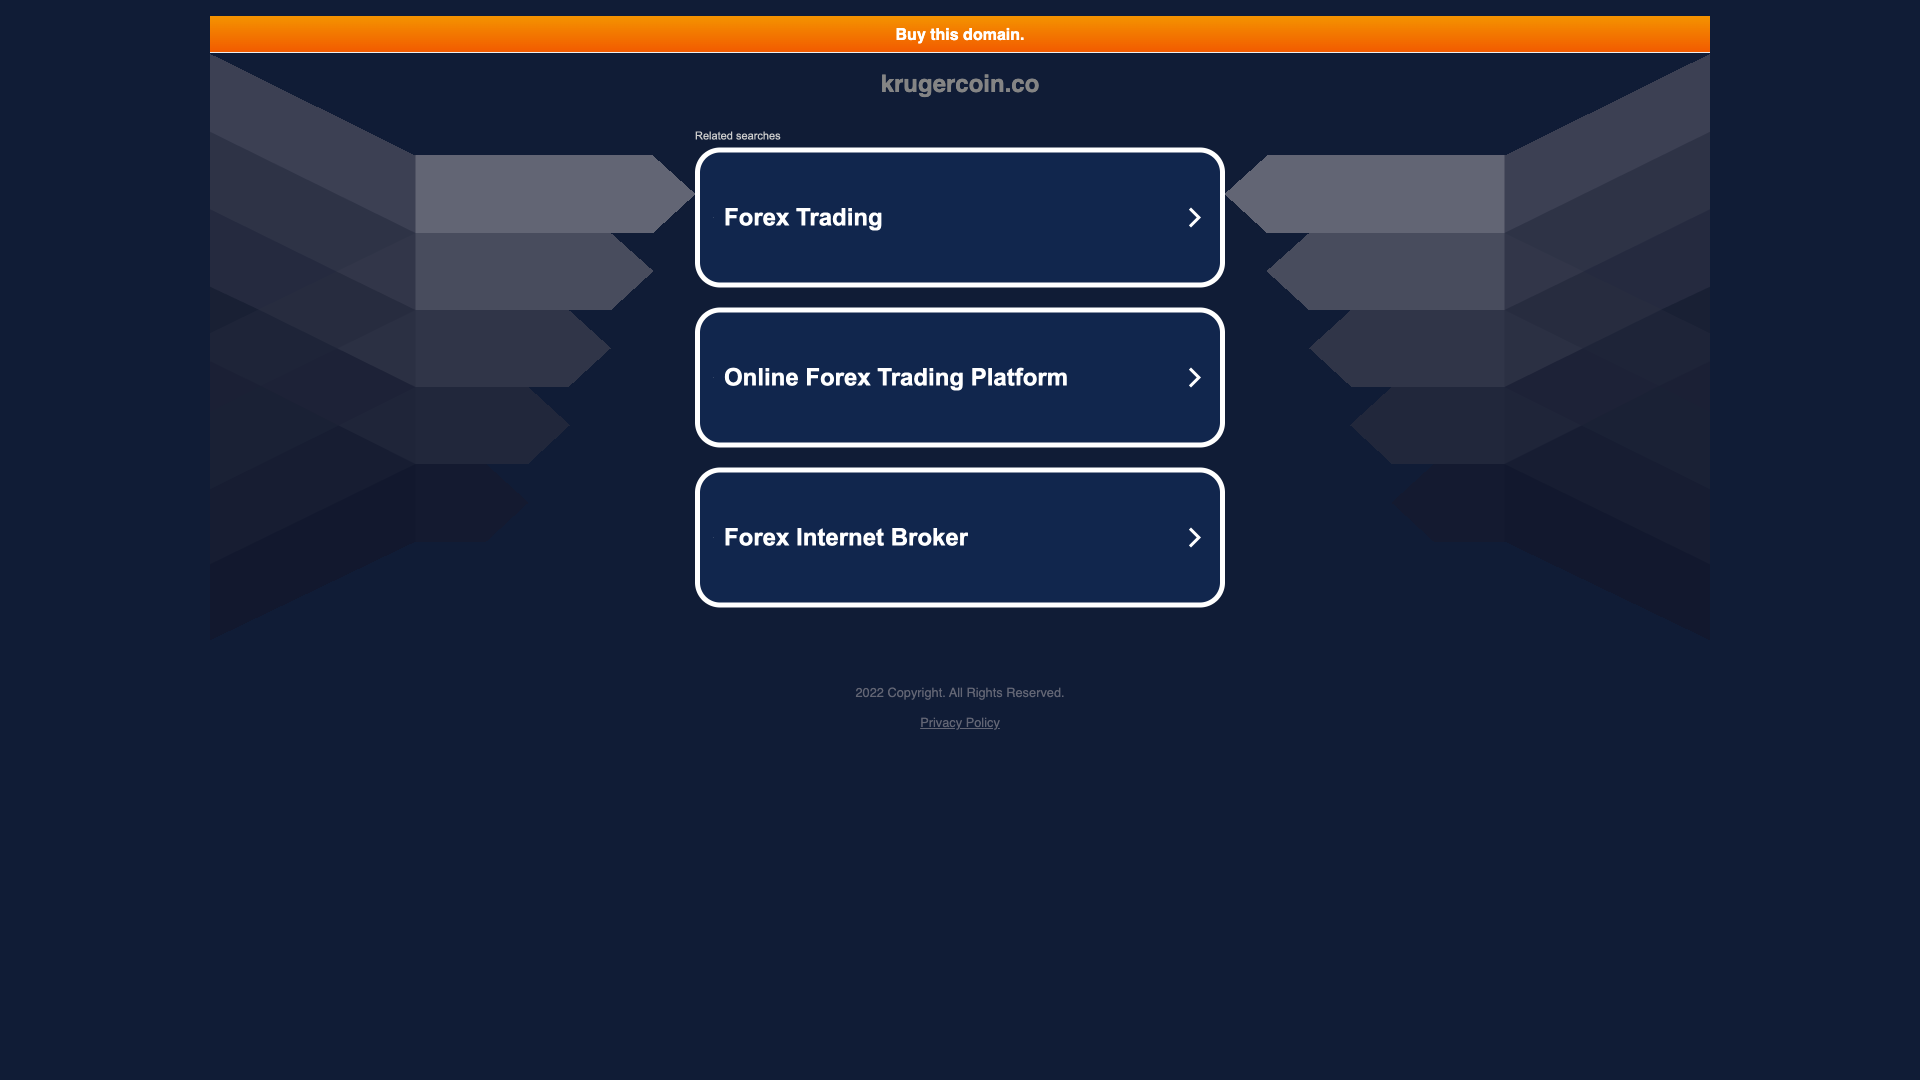 Buy this domain.
krugercoin.co
Related searches
Forex Trading
Online Forex Trading Platform
Forex Internet Broker
2022 Copyright. All Rights Reserved.
Privacy Policy